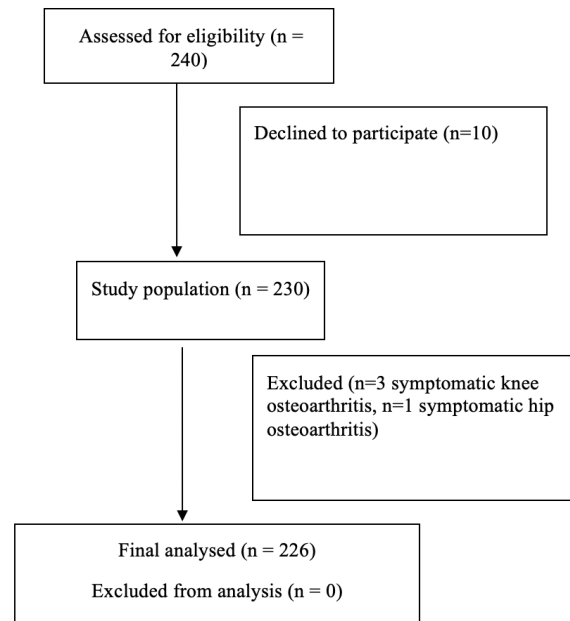 Assessed for eligibility (n =
240)
Declined to participate (n=10)
Study population (n = 230)
Excluded (n=3 symptomatic knee
osteoarthritis, n=1 symptomatic hip
osteoarthritis)
Final analysed (n = 226)
Excluded from analysis (n = 0)